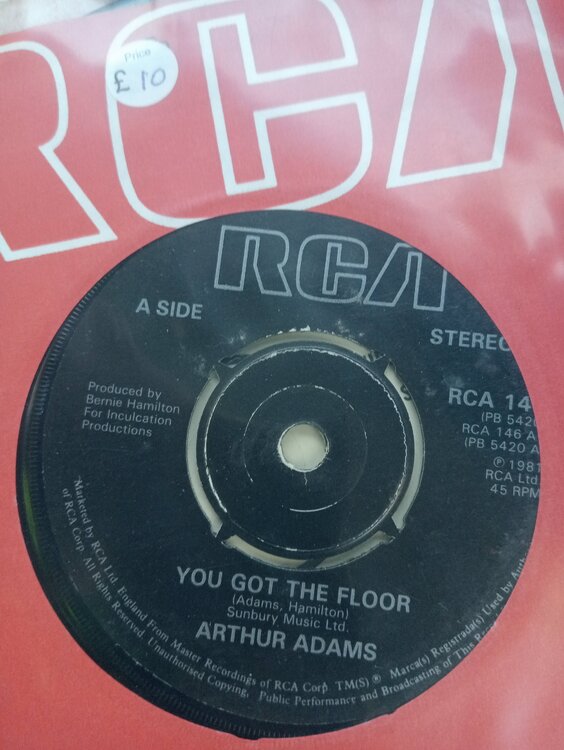 RCA
Price
£10
RCA
A SIDE
STEREO
Produced by
Bernie Hamilton
For Inculcation
Productions
RCA 14
(PB 5420
RCA 146 A
(PB 5420 A
℗ 1981
RCA Ltd.
45 RPM
YOU GOT THE FLOOR
(Adams, Hamilton)
Sunbury Music Ltd.
ARTHUR ADAMS
Marketed by RCA Ltd. England From Master Recordings of RCA Corp TM(S) ® Marca(s) Registrada(s) Used by Auth
of RCA Corp. All Rights Reserved Unauthorised Copying, Public Performance and Broadcasting of This Rec